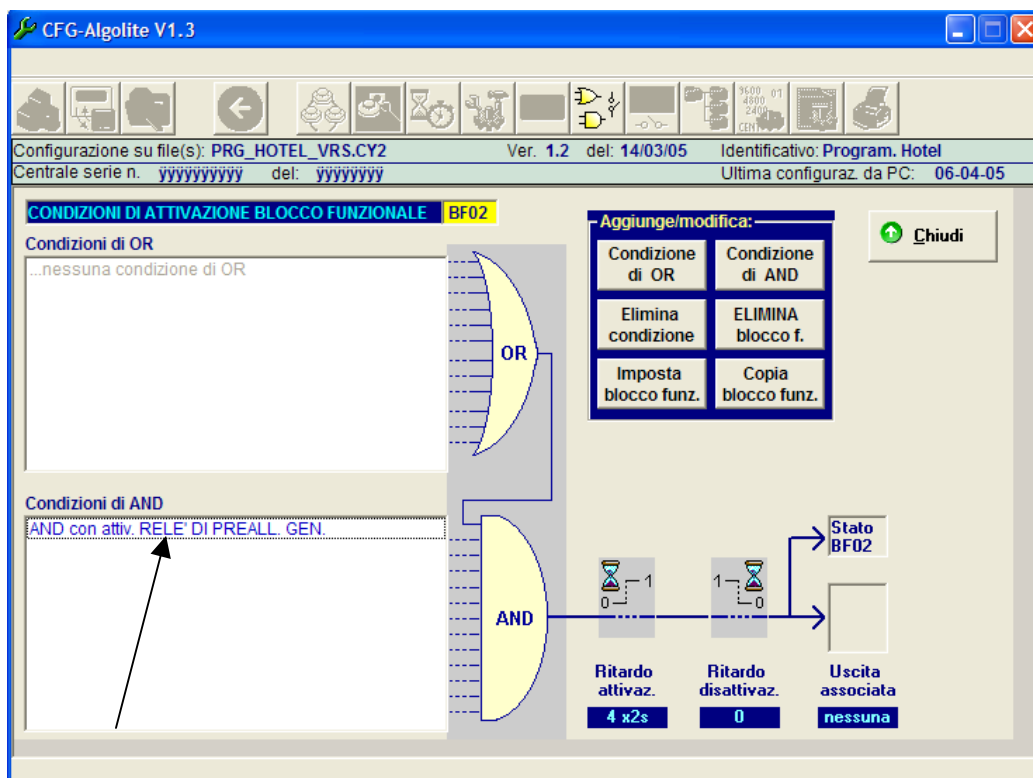 CFG-Algolite V1.3
9600 01
4800
2400
CENT
Configurazione su file(s): PRG_HOTEL_VRS.CY2 Ver. 1.2 del: 14/03/05 Identificativo: Program. Hotel
Centrale serie n. ÿÿÿÿÿÿÿÿÿÿ del: ÿÿÿÿÿÿÿÿ Ultima configuraz. da PC: 06-04-05
CONDIZIONI DI ATTIVAZIONE BLOCCO FUNZIONALE BF02
Condizioni di OR
...nessuna condizione di OR
OR
Aggiunge/modifica:
Condizione di OR
Condizione di AND
Elimina condizione
ELIMINA blocco f.
Imposta blocco funz.
Copia blocco funz.
Chiudi
Condizioni di AND
AND con attiv. RELE' DI PREALL. GEN.
AND
0 1
1 0
Stato
BF02
Ritardo attivaz.
4 x2s
Ritardo disattivaz.
0
Uscita associata
nessuna